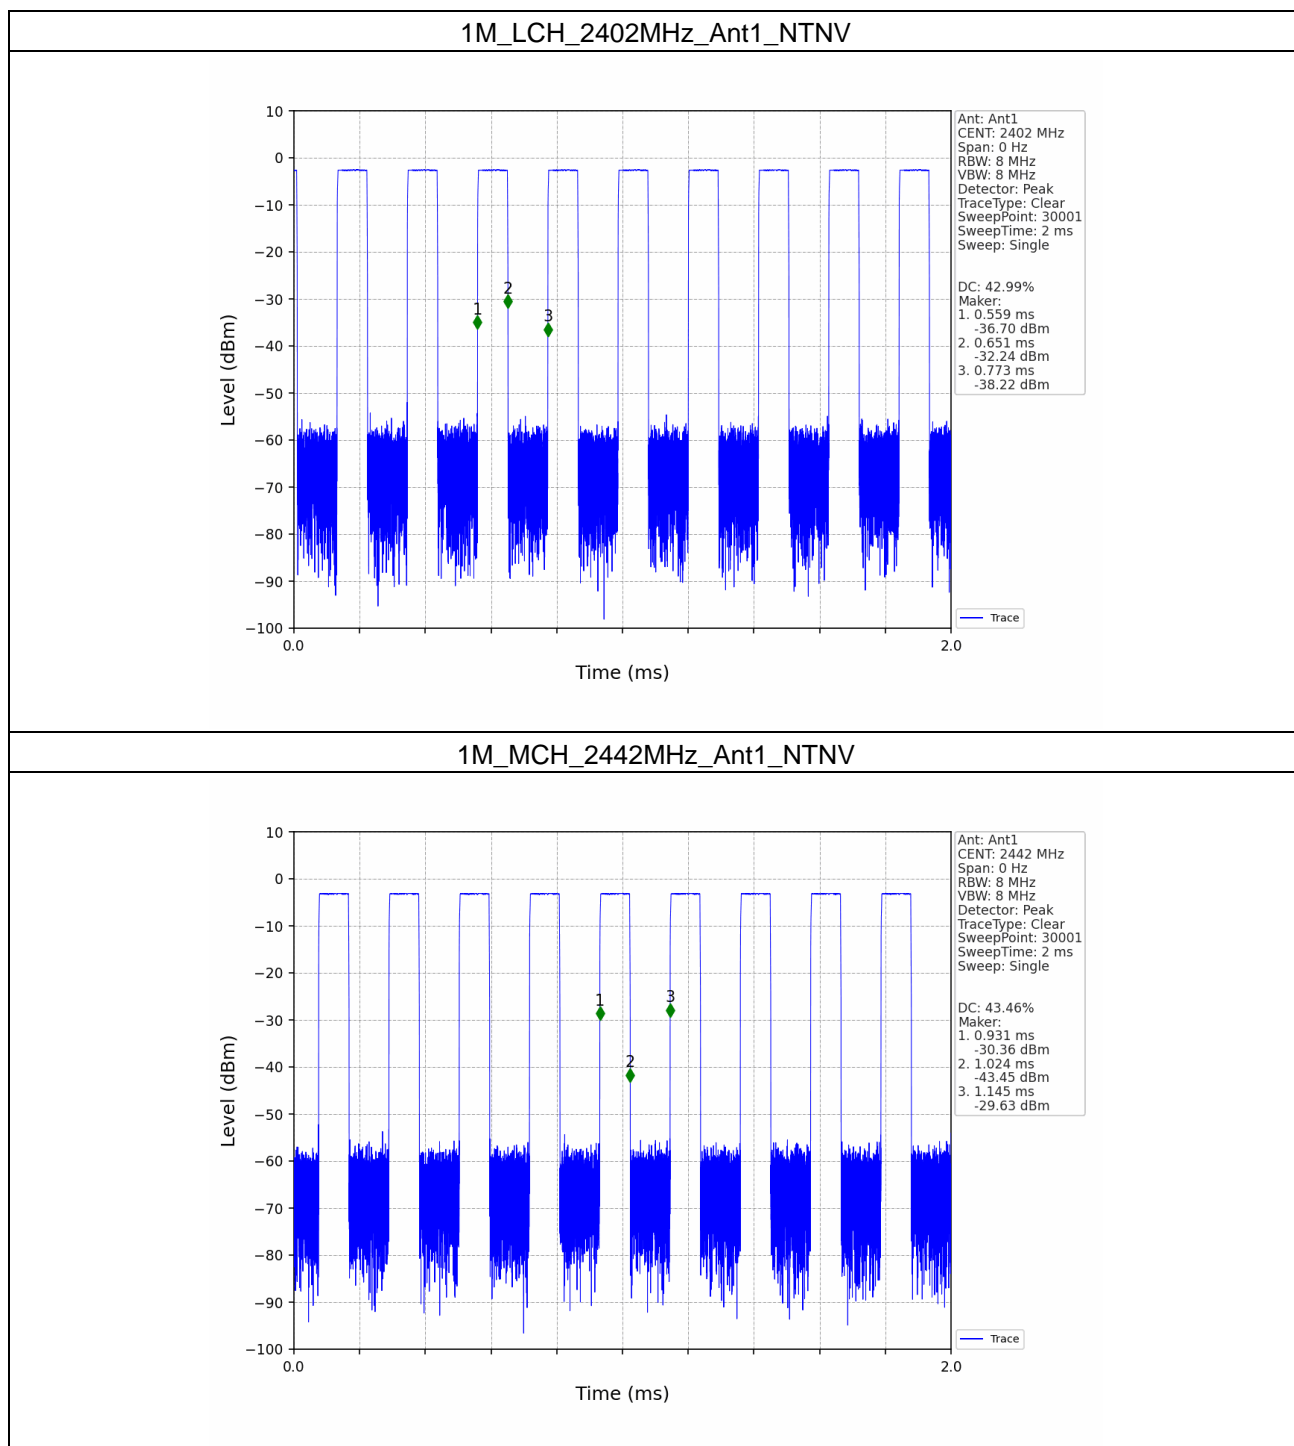 1M_LCH_2402MHz_Ant1_NTNV
10
0
−10
−20
−30
−40
−50
−60
−70
−80
−90
−100
Level (dBm)
1
2
3
0.0
2.0
Time (ms)
Ant: Ant1
CENT: 2402 MHz
Span: 0 Hz
RBW: 8 MHz
VBW: 8 MHz
Detector: Peak
TraceType: Clear
SweepPoint: 30001
SweepTime: 2 ms
Sweep: Single
DC: 42.99%
Maker:
1. 0.559 ms
-36.70 dBm
2. 0.651 ms
-32.24 dBm
3. 0.773 ms
-38.22 dBm
Trace
1M_MCH_2442MHz_Ant1_NTNV
10
0
−10
−20
−30
−40
−50
−60
−70
−80
−90
−100
Level (dBm)
1
2
3
0.0
2.0
Time (ms)
Ant: Ant1
CENT: 2442 MHz
Span: 0 Hz
RBW: 8 MHz
VBW: 8 MHz
Detector: Peak
TraceType: Clear
SweepPoint: 30001
SweepTime: 2 ms
Sweep: Single
DC: 43.46%
Maker:
1. 0.931 ms
-30.36 dBm
2. 1.024 ms
-43.45 dBm
3. 1.145 ms
-29.63 dBm
Trace